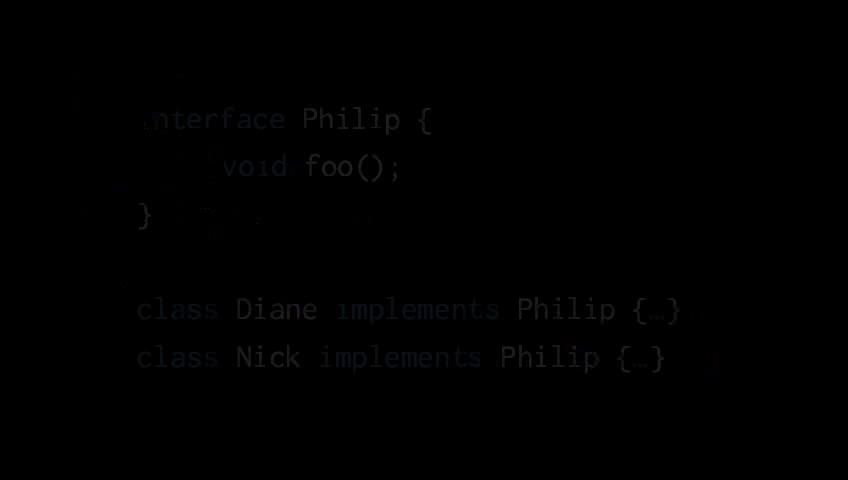 interface Philip {
void foo();
}
class Diane implements Philip {…}
class Nick implements Philip {…}